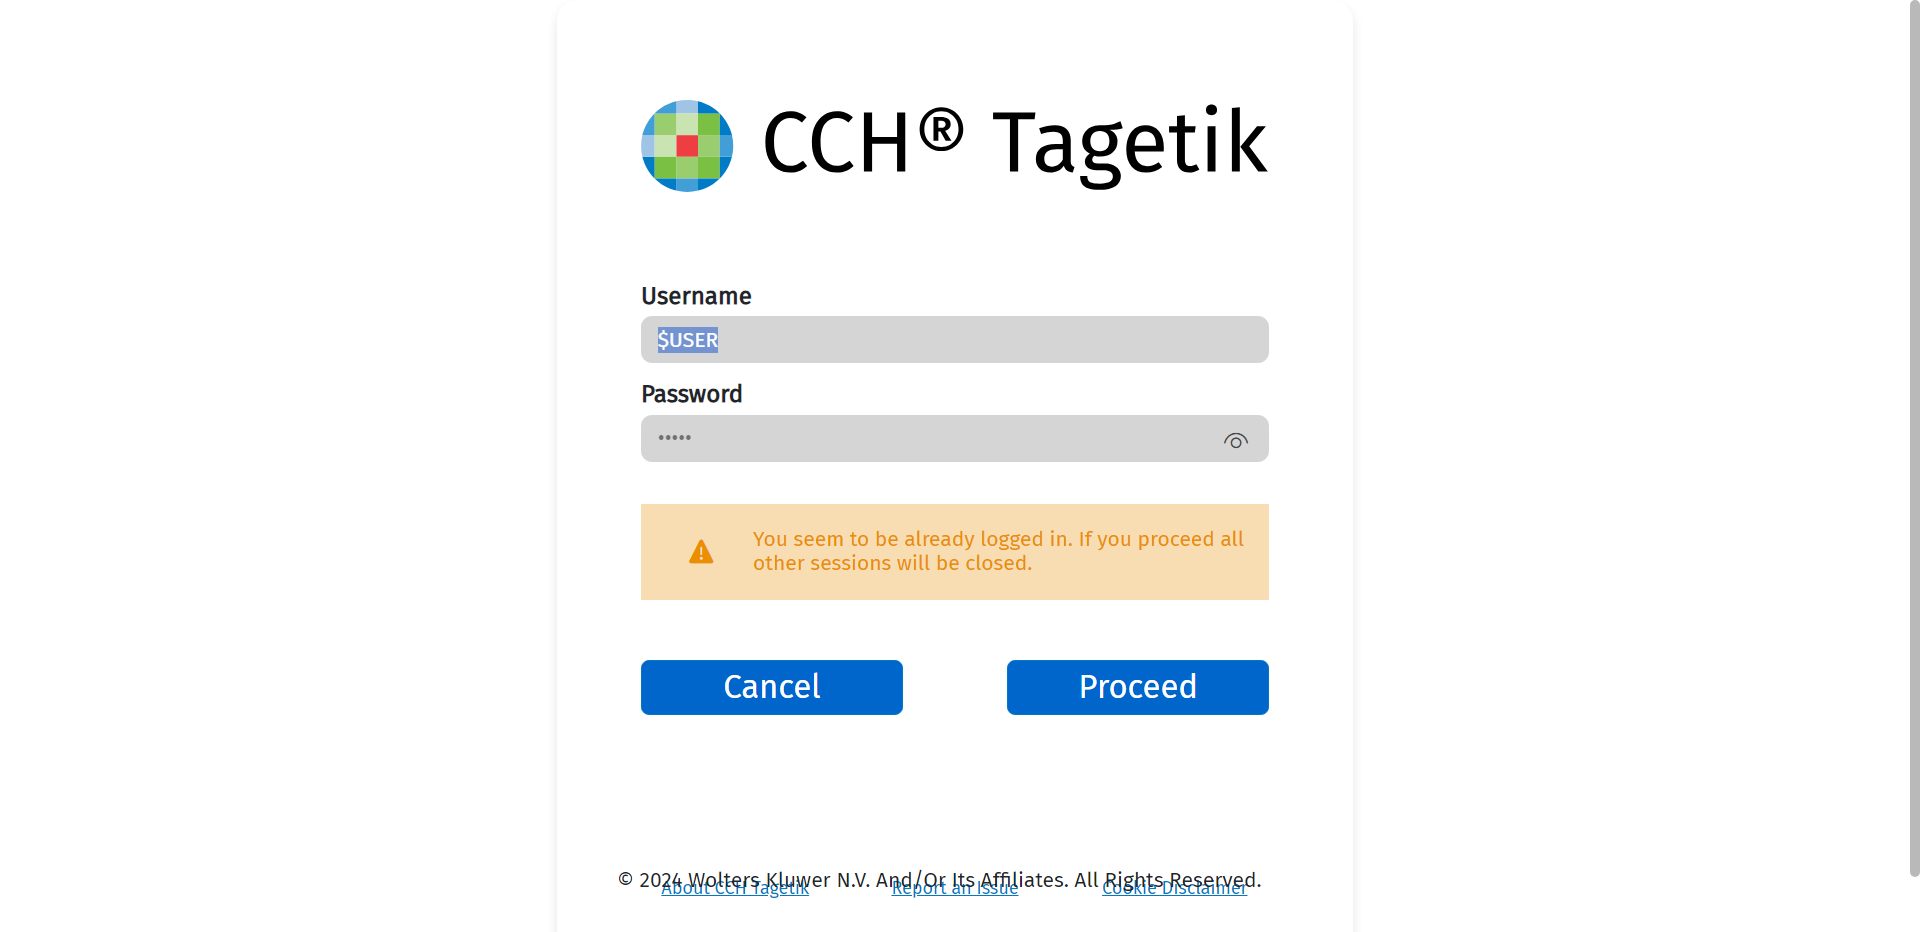 CCH® Tagetik
Username
$USER
Password
•••••
You seem to be already logged in. If you proceed all
other sessions will be closed.
Cancel
Proceed
© 2024 Wolters Kluwer N.V. And/Or Its Affiliates. All Rights Reserved.
About CCH Tagetik
Report an Issue
Cookie Disclaimer